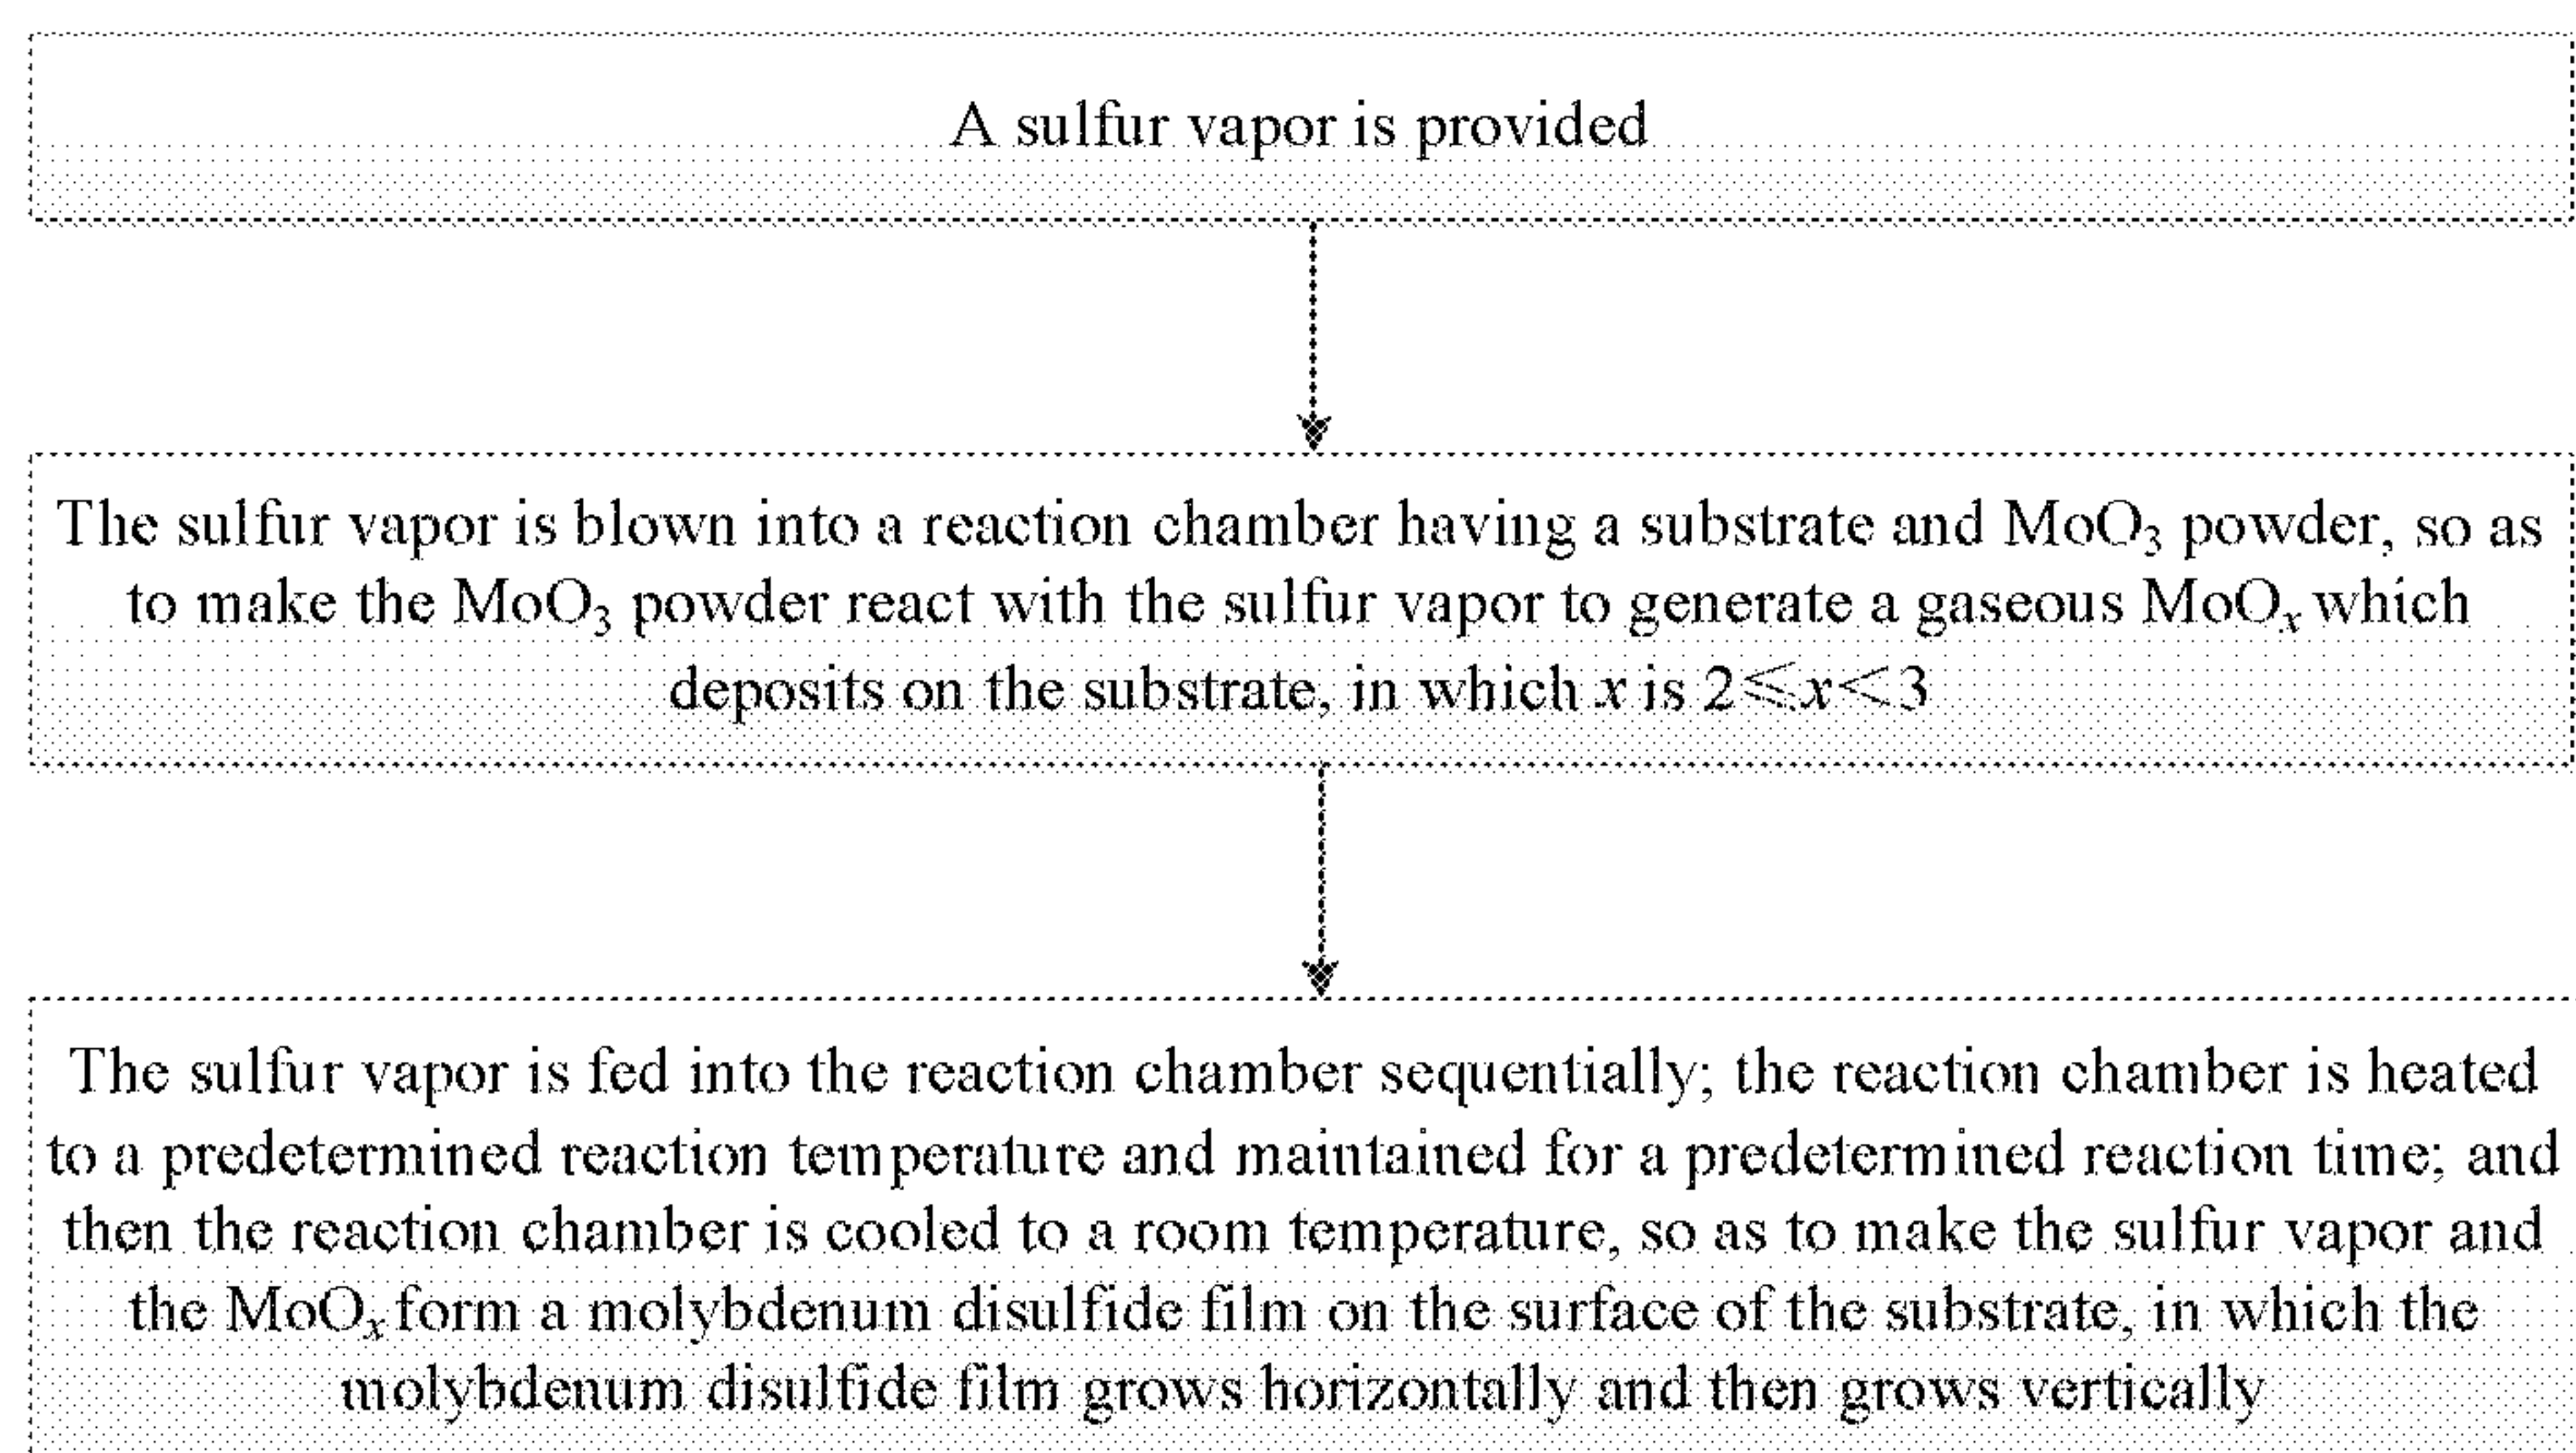 A sulfur vapor is provided
The sulfur vapor is blown into a reaction chamber having a substrate and MoO₃ powder, so as
to make the MoO₃ powder react with the sulfur vapor to generate a gaseous MoOₓ which
deposits on the substrate, in which x is 2⩽x<3
The sulfur vapor is fed into the reaction chamber sequentially; the reaction chamber is heated
to a predetermined reaction temperature and maintained for a predetermined reaction time; and
then the reaction chamber is cooled to a room temperature, so as to make the sulfur vapor and
the MoOₓ form a molybdenum disulfide film on the surface of the substrate, in which the
molybdenum disulfide film grows horizontally and then grows vertically